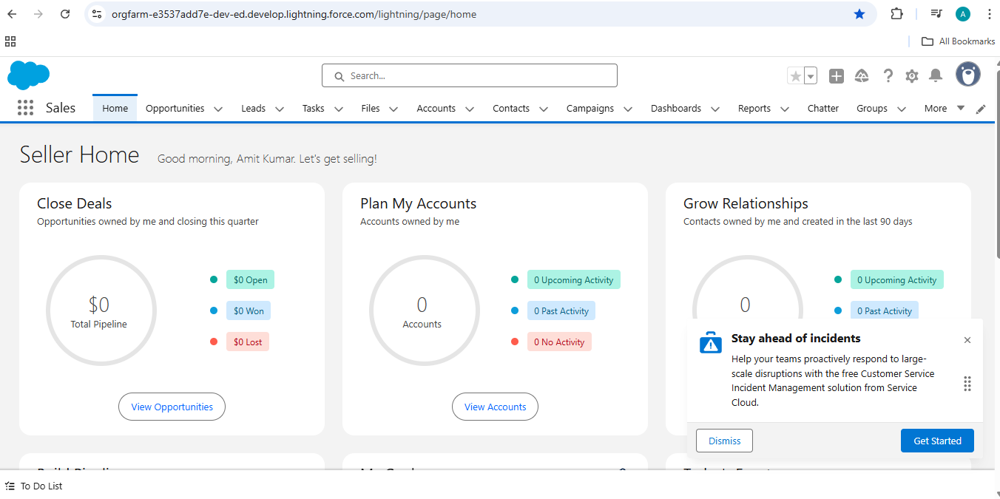 orgfarm-e3537add7e-dev-ed.develop.lightning.force.com/lightning/page/home
A
All Bookmarks
Search...
Sales
Home
Opportunities
Leads
Tasks
Files
Accounts
Contacts
Campaigns
Dashboards
Reports
Chatter
Groups
More
Seller Home
Good morning, Amit Kumar. Let's get selling!
Close Deals
Opportunities owned by me and closing this quarter
$0
Total Pipeline
$0 Open
$0 Won
$0 Lost
View Opportunities
Plan My Accounts
Accounts owned by me
0
Accounts
0 Upcoming Activity
0 Past Activity
0 No Activity
View Accounts
Grow Relationships
Contacts owned by me and created in the last 90 days
0
0 Upcoming Activity
0 Past Activity
Stay ahead of incidents
Help your teams proactively respond to large-
scale disruptions with the free Customer Service
Incident Management solution from Service
Cloud.
Dismiss
Get Started
To Do List